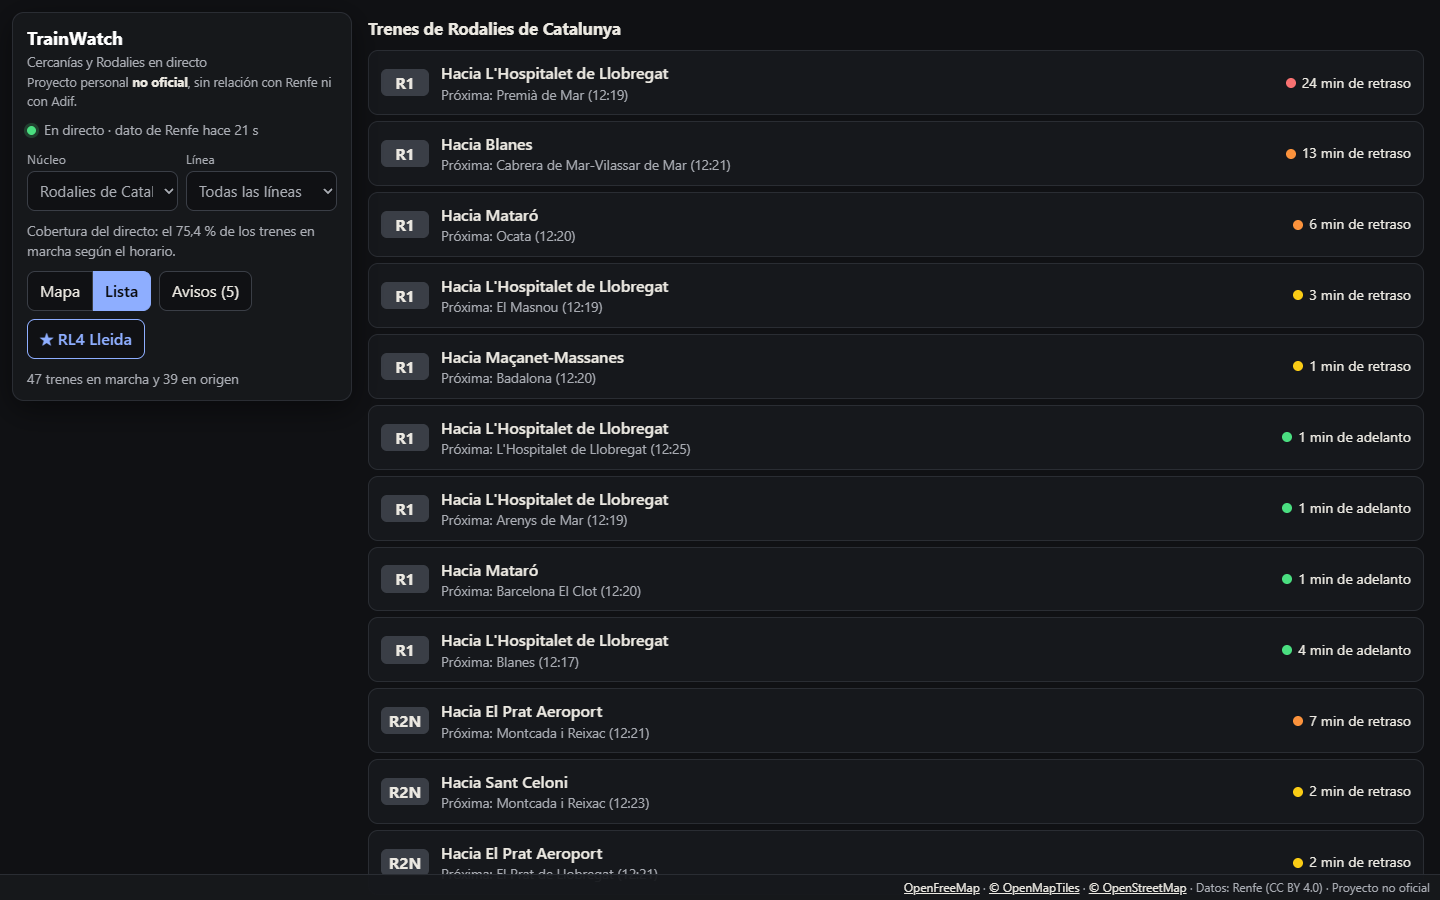 TrainWatch
Cercanías y Rodalies en directo
Proyecto personal no oficial, sin relación con Renfe ni
con Adif.
En directo · dato de Renfe hace 21 s
Núcleo
Línea
Rodalies de Catal
Todas las líneas
Cobertura del directo: el 75,4 % de los trenes en
marcha según el horario.
Mapa
Lista
Avisos (5)
★ RL4 Lleida
47 trenes en marcha y 39 en origen
Trenes de Rodalies de Catalunya
R1
Hacia L'Hospitalet de Llobregat
Próxima: Premià de Mar (12:19)
24 min de retraso
R1
Hacia Blanes
Próxima: Cabrera de Mar-Vilassar de Mar (12:21)
13 min de retraso
R1
Hacia Mataró
Próxima: Ocata (12:20)
6 min de retraso
R1
Hacia L'Hospitalet de Llobregat
Próxima: El Masnou (12:19)
3 min de retraso
R1
Hacia Maçanet-Massanes
Próxima: Badalona (12:20)
1 min de retraso
R1
Hacia L'Hospitalet de Llobregat
Próxima: L'Hospitalet de Llobregat (12:25)
1 min de adelanto
R1
Hacia L'Hospitalet de Llobregat
Próxima: Arenys de Mar (12:19)
1 min de adelanto
R1
Hacia Mataró
Próxima: Barcelona El Clot (12:20)
1 min de adelanto
R1
Hacia L'Hospitalet de Llobregat
Próxima: Blanes (12:17)
4 min de adelanto
R2N
Hacia El Prat Aeroport
Próxima: Montcada i Reixac (12:21)
7 min de retraso
R2N
Hacia Sant Celoni
Próxima: Montcada i Reixac (12:23)
2 min de retraso
R2N
Hacia El Prat Aeroport
Próxima: El Prat de Llobregat (12:21)
2 min de retraso
OpenFreeMap · © OpenMapTiles · © OpenStreetMap · Datos: Renfe (CC BY 4.0) · Proyecto no oficial